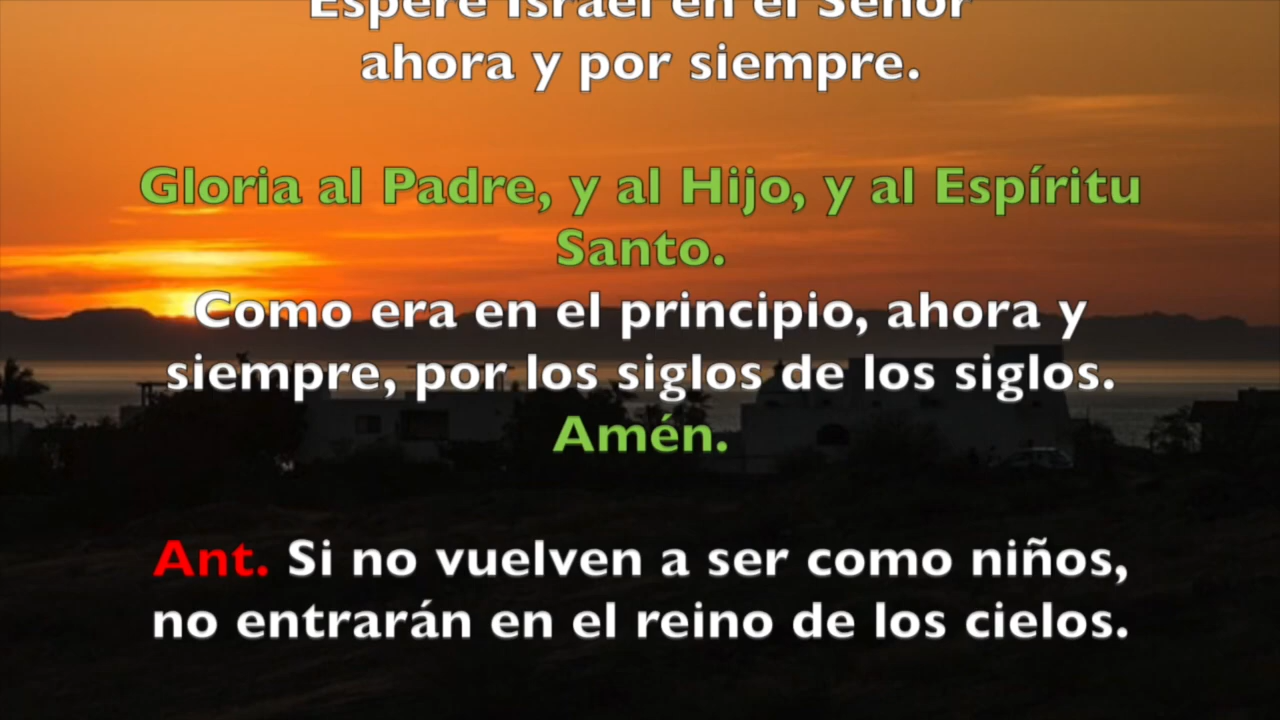 Espere Israel en el Señor
ahora y por siempre.
Gloria al Padre, y al Hijo, y al Espíritu
Santo.
Como era en el principio, ahora y
siempre, por los siglos de los siglos.
Amén.
Ant. Si no vuelven a ser como niños,
no entrarán en el reino de los cielos.